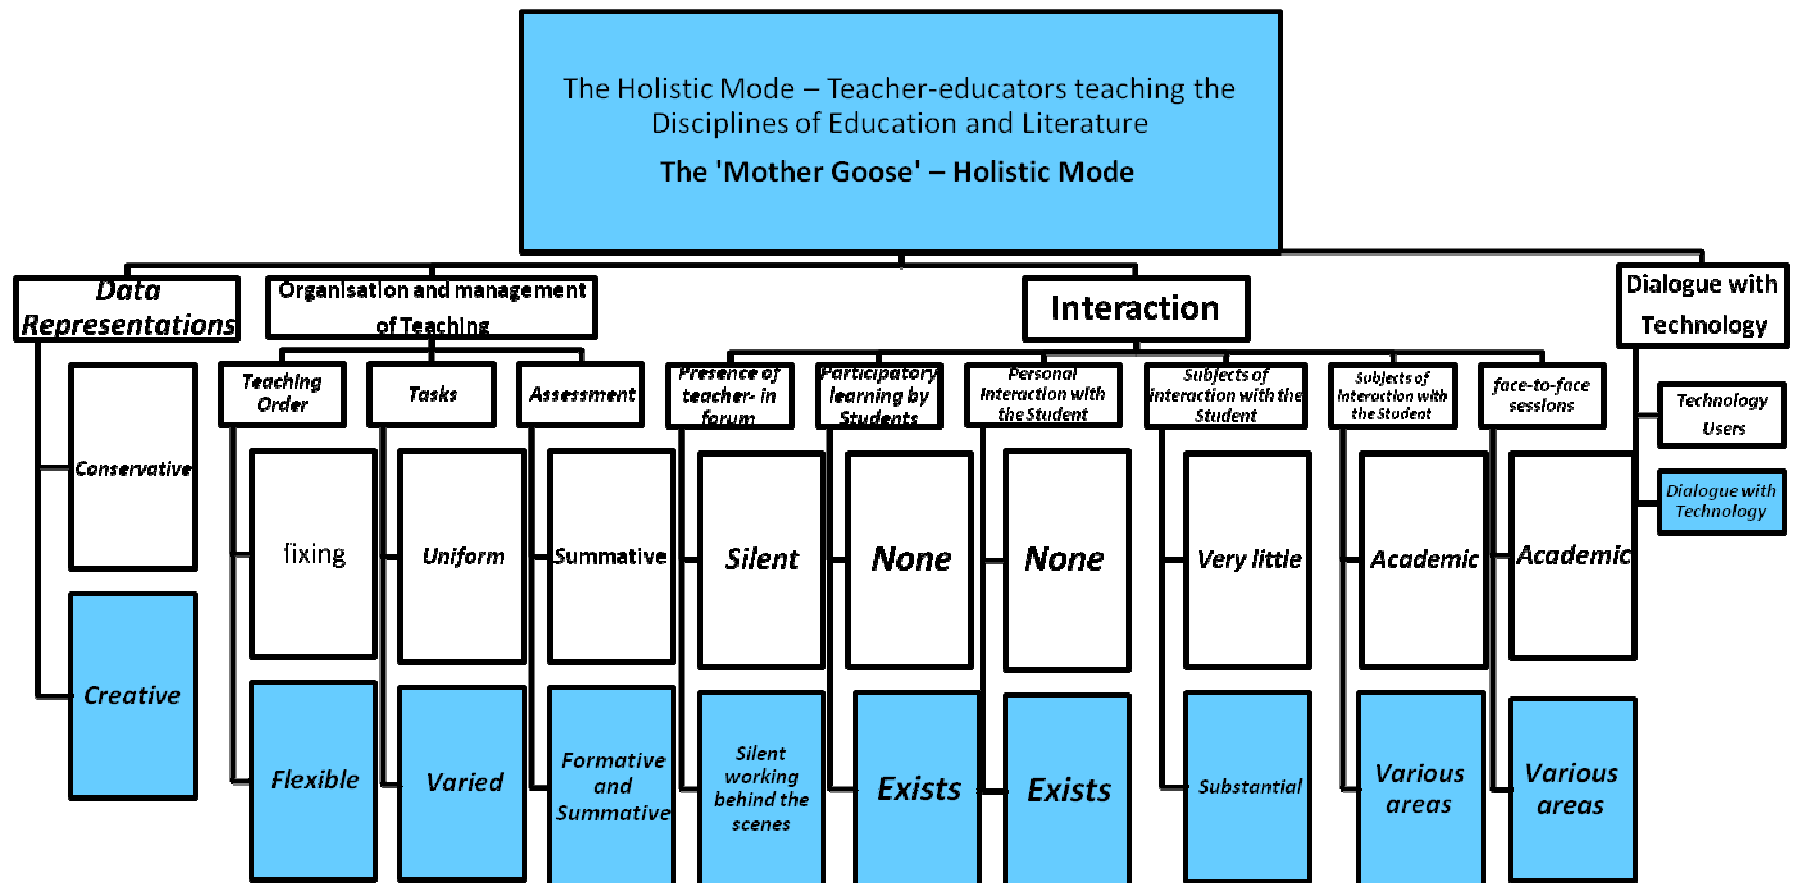 The Holistic Mode – Teacher-educators teaching the
Disciplines of Education and Literature
The 'Mother Goose' – Holistic Mode
Data
Representations
Organisation and management
of Teaching
Interaction
Dialogue with
Technology
Teaching
Order
Tasks
Assessment
Presence of
teacher- in
forum
Participatory
learning by
Students
Personal
Interaction with
the Student
Subjects of
interaction with the
Student
Subjects of
Interaction with
the Student
face-to-face
sessions
Technology
Users
Dialogue with
Technology
Conservative
fixing
Uniform
Summative
Silent
None
None
Very little
Academic
Academic
Creative
Flexible
Varied
Formative
and
Summative
Silent
working
behind the
scenes
Exists
Exists
Substantial
Various
areas
Various
areas